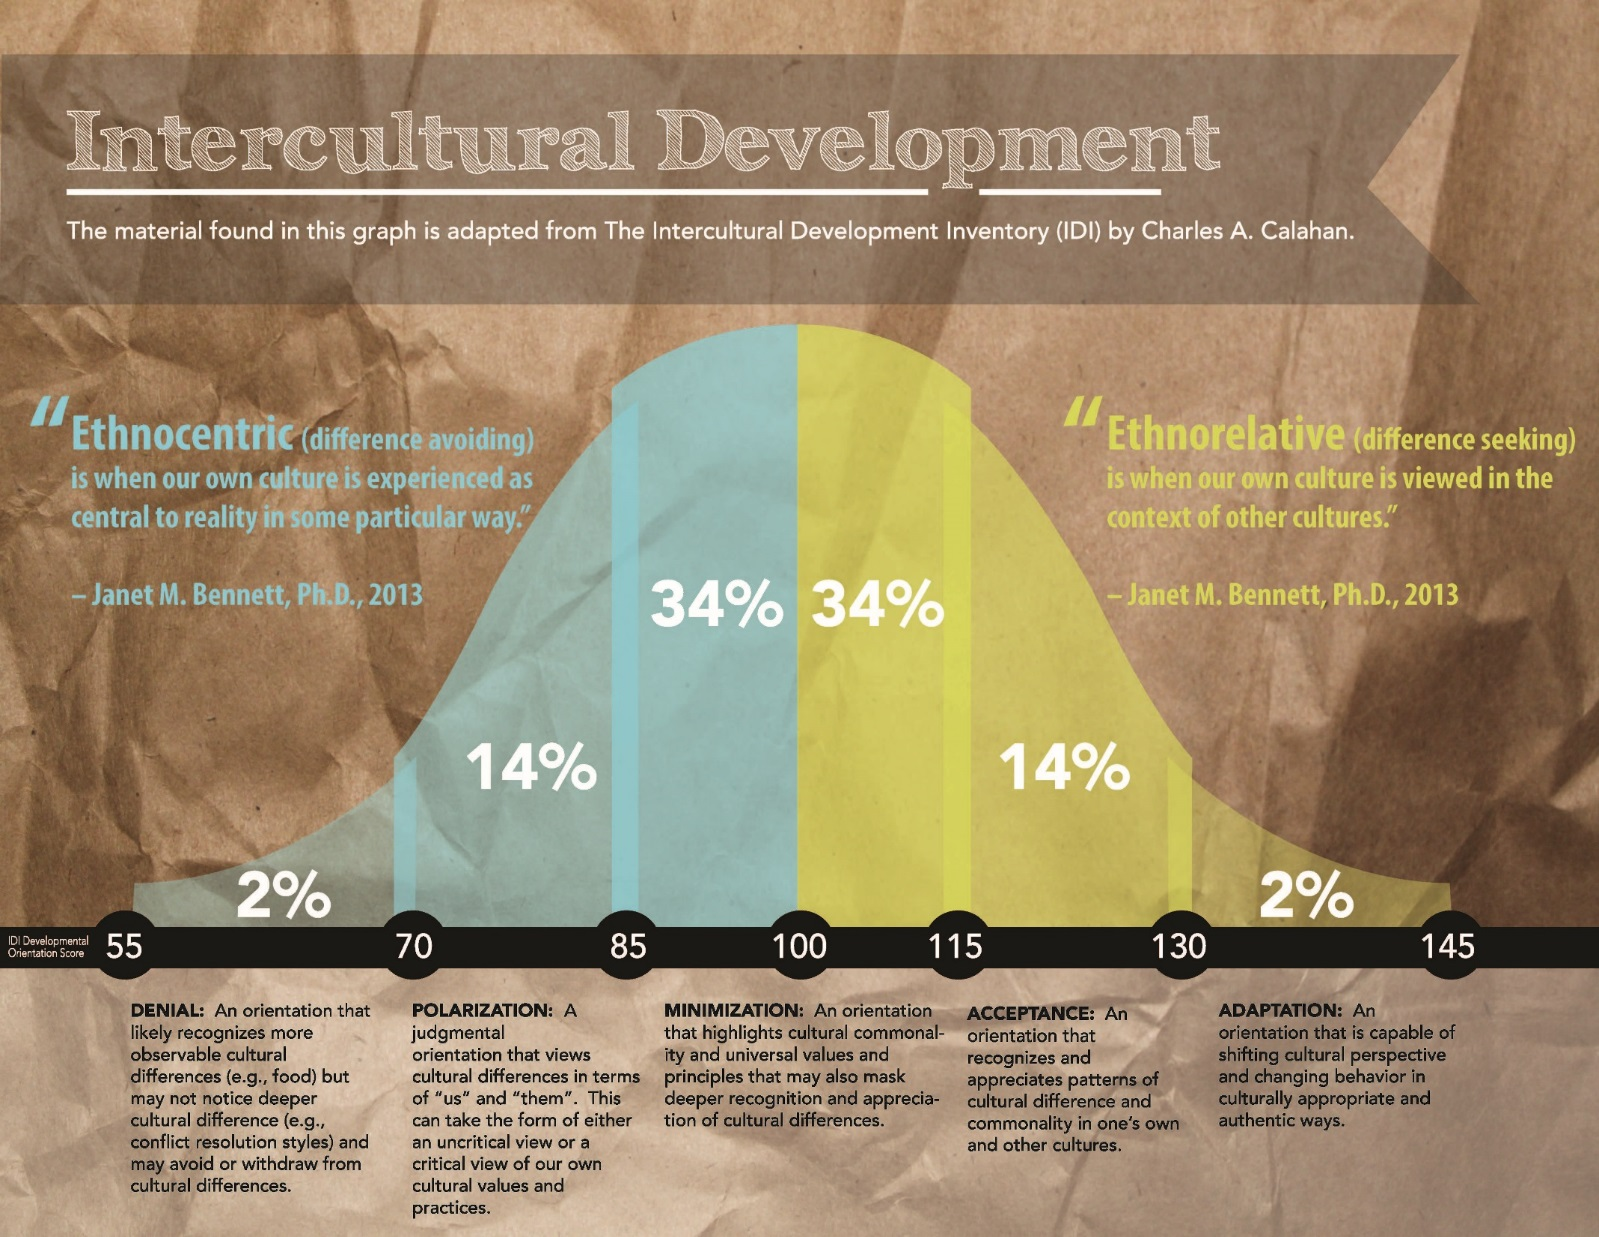 Intercultural Development
The material found in this graph is adapted from The Intercultural Development Inventory (IDI) by Charles A. Calahan.
“Ethnocentric (difference avoiding)
is when our own culture is experienced as
central to reality in some particular way.”
– Janet M. Bennett, Ph.D., 2013
“Ethnorelative (difference seeking)
is when our own culture is viewed in the
context of other cultures.”
– Janet M. Bennett, Ph.D., 2013
34% 34%
14% 14%
2% 2%
IDI Developmental
Orientation Score
55 70 85 100 115 130 145
DENIAL: An orientation that
likely recognizes more
observable cultural
differences (e.g., food) but
may not notice deeper
cultural difference (e.g.,
conflict resolution styles) and
may avoid or withdraw from
cultural differences.
POLARIZATION: A
judgmental
orientation that views
cultural differences in terms
of “us” and “them”. This
can take the form of either
an uncritical view or a
critical view of our own
cultural values and
practices.
MINIMIZATION: An orientation
that highlights cultural commonal-
ity and universal values and
principles that may also mask
deeper recognition and apprecia-
tion of cultural differences.
ACCEPTANCE: An
orientation that
recognizes and
appreciates patterns of
cultural difference and
commonality in one’s own
and other cultures.
ADAPTATION: An
orientation that is capable of
shifting cultural perspective
and changing behavior in
culturally appropriate and
authentic ways.